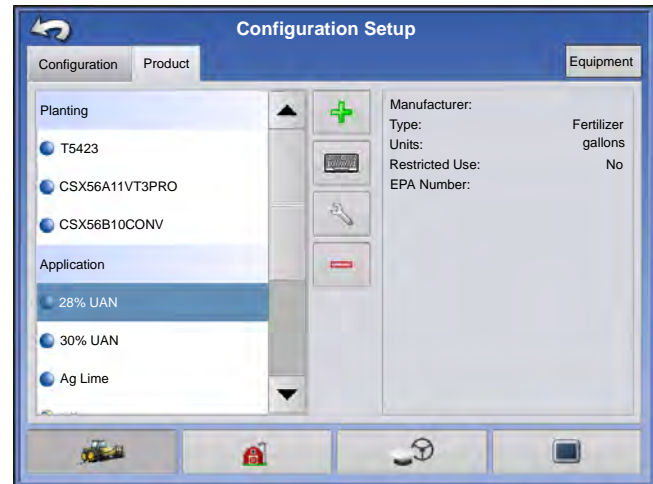 Configuration Setup
Configuration
Product
Equipment
Planting
T5423
CSX56A11VT3PRO
CSX56B10CONV
Application
28% UAN
30% UAN
Ag Lime
Manufacturer:
Type: Fertilizer
Units: gallons
Restricted Use: No
EPA Number: